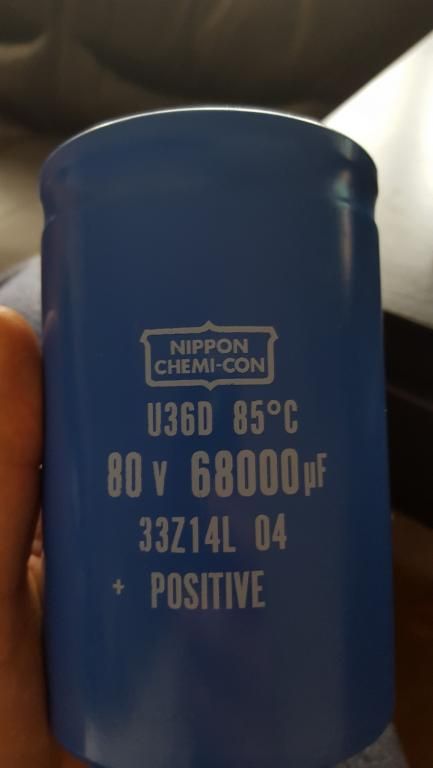 NIPPON
CHEMI-CON
U36D 85°C
80 V 68000µF
33Z14L 04
+ POSITIVE